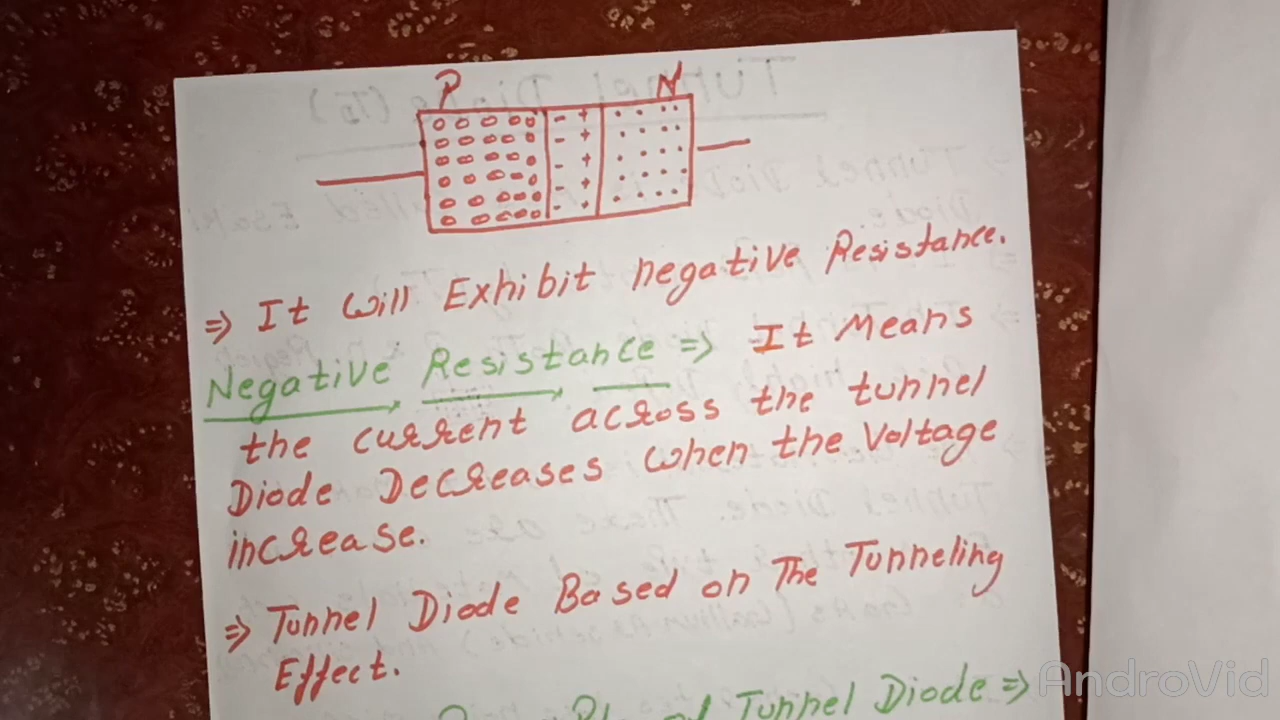 P N
⇒ It will Exhibit negative Resistance.
Negative Resistance ⇒ It Means
the current across the tunnel
Diode Decreases when the Voltage
increase.
⇒ Tunnel Diode Based on The Tunneling
Effect.
Tunnel Diode ⇒
AndroVid